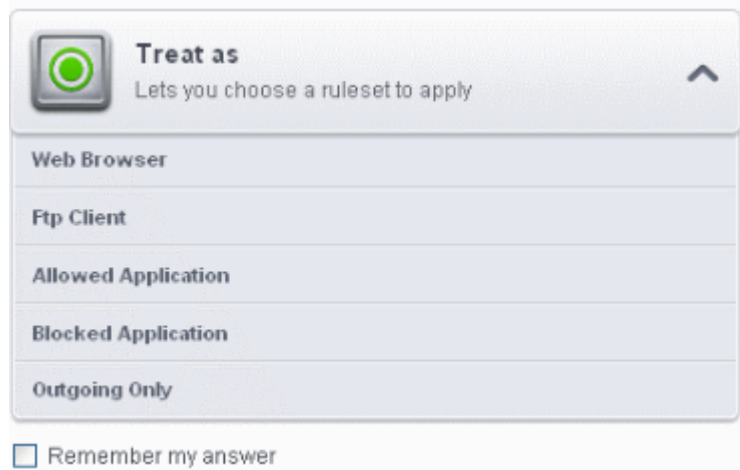 Treat as
Lets you choose a ruleset to apply
Web Browser
Ftp Client
Allowed Application
Blocked Application
Outgoing Only
Remember my answer